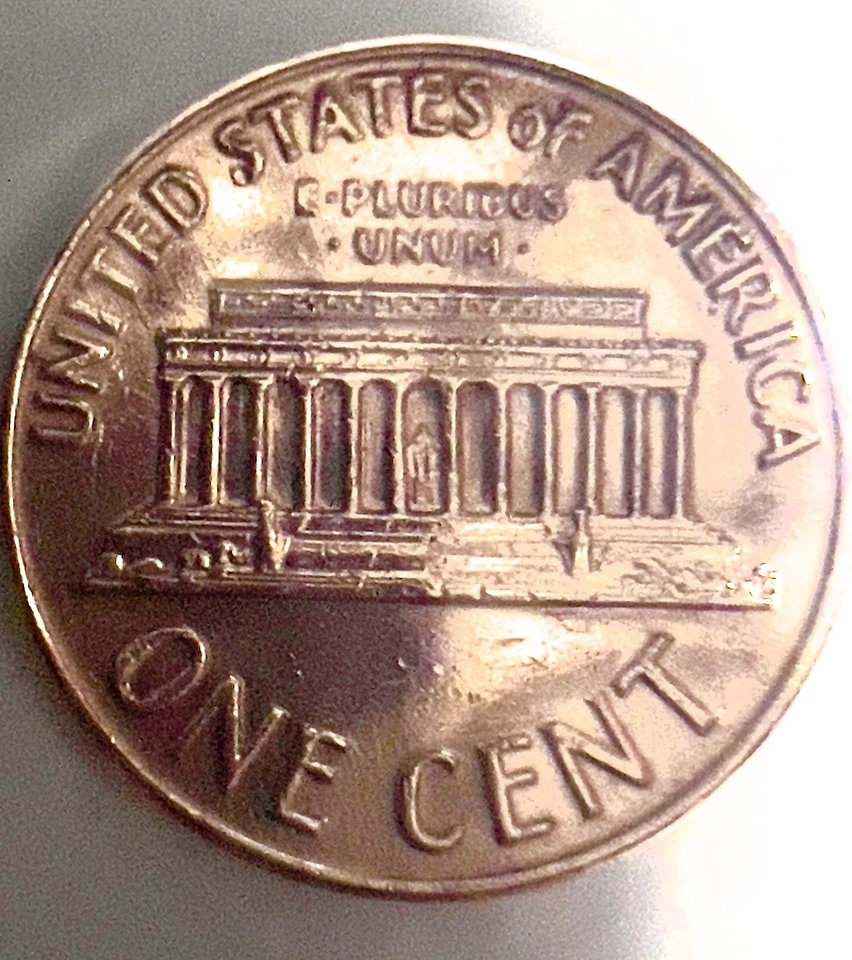 UNITED STATES OF AMERICA
E·PLURIBUS
·UNUM·
ONE CENT